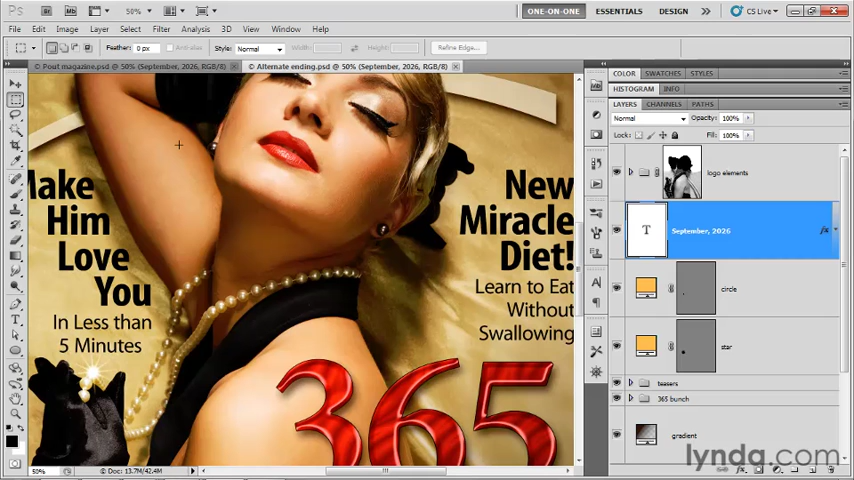 Ps
Br
Mb
50%
ONE-ON-ONE
ESSENTIALS
DESIGN
CS Live
File Edit Image Layer Select Filter Analysis 3D View Window Help
Feather: 0 px
Anti-alias
Style: Normal
Width:
Height:
Refine Edge...
Pout magazine.psd @ 50% (September, 2026, RGB/8)
Alternate ending.psd @ 50% (September, 2026, RGB/8)
COLOR SWATCHES STYLES
HISTOGRAM INFO
LAYERS CHANNELS PATHS
Normal
Opacity: 100%
Lock:
Fill: 100%
logo elements
T
September, 2026
fx
circle
star
teasers
365 bunch
gradient
Make
Him
Love
You
In Less than
5 Minutes
New
Miracle
Diet!
Learn to Eat
Without
Swallowing
365
50%
Doc: 13.7M/42.4M
lynda.com